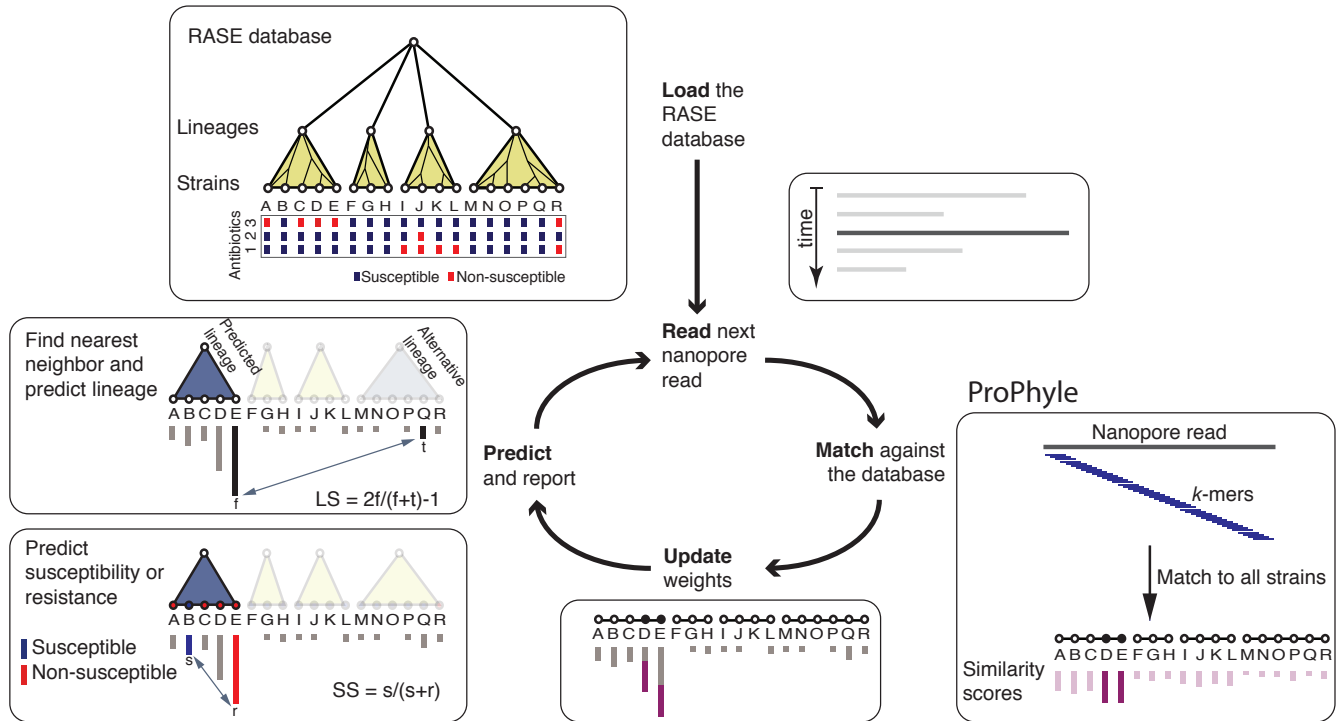 RASE database
Lineages
Strains
A B C D E F G H I J K L M N O P Q R
Antibiotics
1 2 3
Susceptible Non-susceptible
Load the
RASE
database
time
Read next
nanopore
read
Match against
the database
Update
weights
Predict
and report
Find nearest
neighbor and
predict lineage
Predicted
lineage
Alternative
lineage
A B C D E F G H I J K L M N O P Q R
t
f
LS = 2f/(f+t)-1
Predict
susceptibility or
resistance
A B C D E F G H I J K L M N O P Q R
Susceptible
Non-susceptible
s
r
SS = s/(s+r)
A B C D E F G H I J K L M N O P Q R
ProPhyle
Nanopore read
k-mers
Match to all strains
A B C D E F G H I J K L M N O P Q R
Similarity
scores